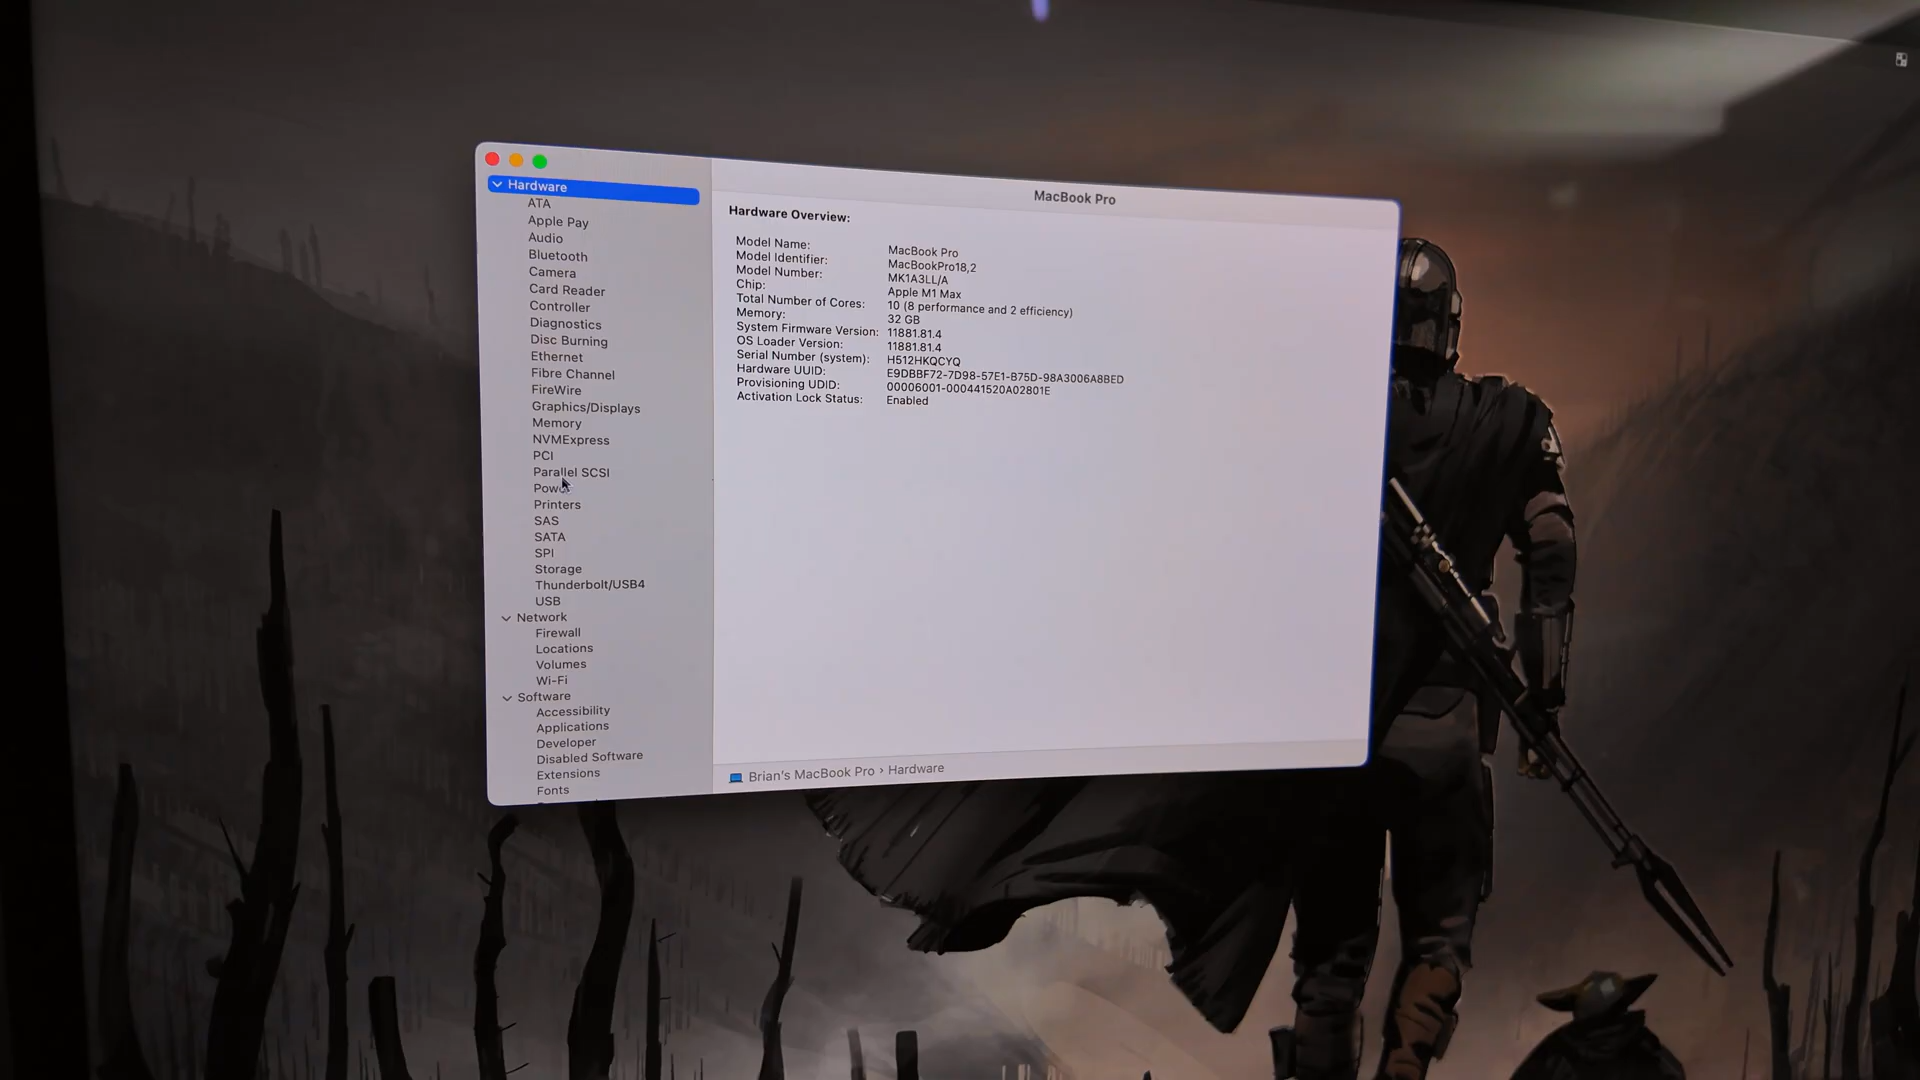 MacBook Pro
Hardware
ATA
Apple Pay
Audio
Bluetooth
Camera
Card Reader
Controller
Diagnostics
Disc Burning
Ethernet
Fibre Channel
FireWire
Graphics/Displays
Memory
NVMExpress
PCI
Parallel SCSI
Power
Printers
SAS
SATA
SPI
Storage
Thunderbolt/USB4
USB
Network
Firewall
Locations
Volumes
Wi-Fi
Software
Accessibility
Applications
Developer
Disabled Software
Extensions
Fonts
Hardware Overview:
Model Name: MacBook Pro
Model Identifier: MacBookPro18,2
Model Number: MK1A3LL/A
Chip: Apple M1 Max
Total Number of Cores: 10 (8 performance and 2 efficiency)
Memory: 32 GB
System Firmware Version: 11881.81.4
OS Loader Version: 11881.81.4
Serial Number (system): H512HKQCYQ
Hardware UUID: E9DBBF72-7D98-57E1-B75D-98A3006A8BED
Provisioning UDID: 00006001-000441520A02801E
Activation Lock Status: Enabled
Brian's MacBook Pro › Hardware